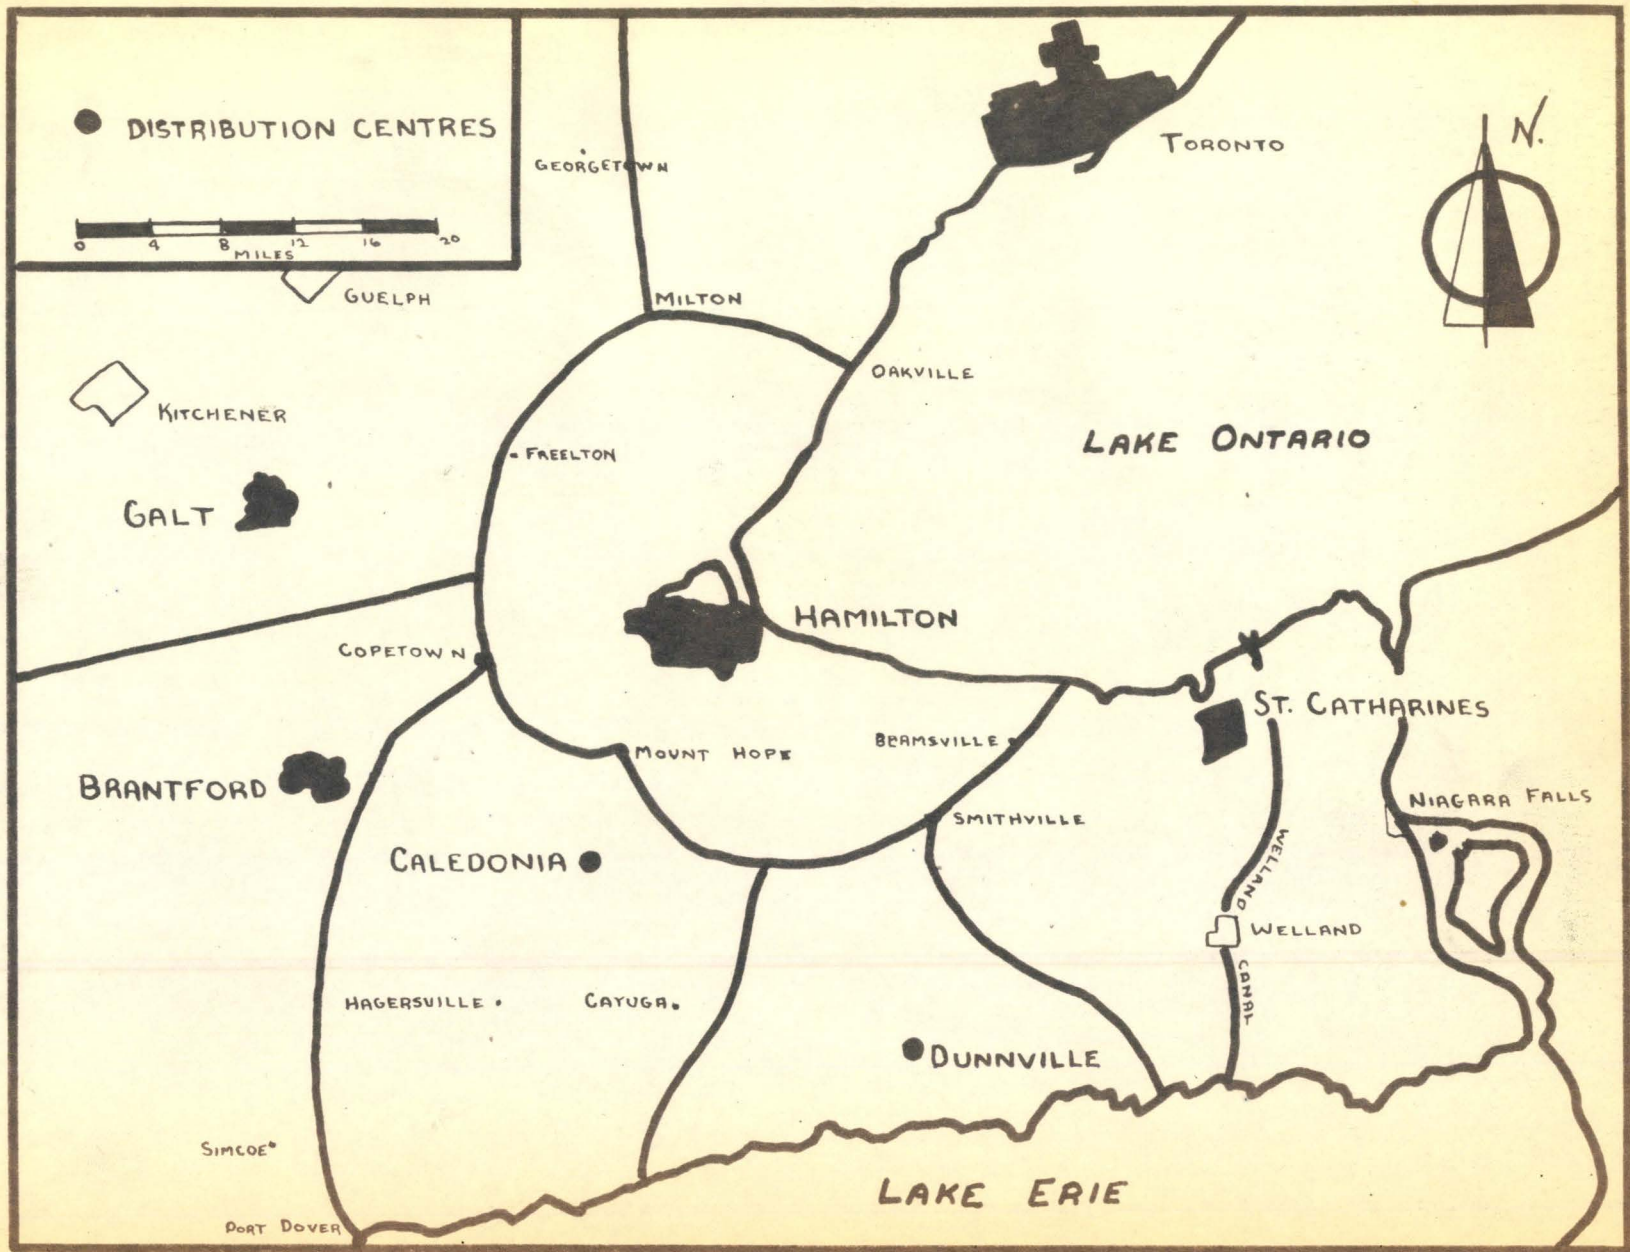 DISTRIBUTION CENTRES
0 4 8 12 16 20
MILES
GEORGETOWN
TORONTO
N.
GUELPH
MILTON
OAKVILLE
KITCHENER
LAKE ONTARIO
FREELTON
GALT
HAMILTON
COPETOWN
ST. CATHARINES
MOUNT HOPE
BEAMSVILLE
BRANTFORD
NIAGARA FALLS
SMITHVILLE
CALEDONIA
WELLAND
WELLAND
CANAL
HAGERSVILLE
CAYUGA
DUNNVILLE
SIMCOE
LAKE ERIE
PORT DOVER